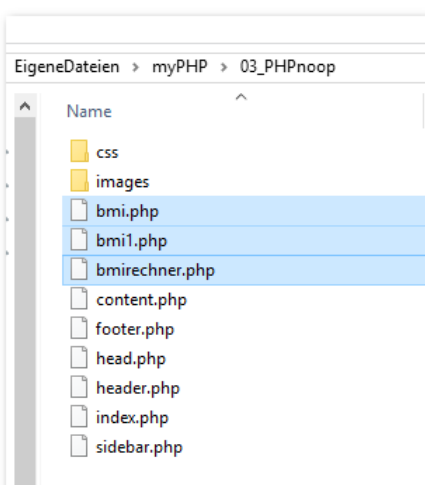 EigeneDateien > myPHP > 03_PHPnoop
Name
css
images
bmi.php
bmi1.php
bmirechner.php
content.php
footer.php
head.php
header.php
index.php
sidebar.php